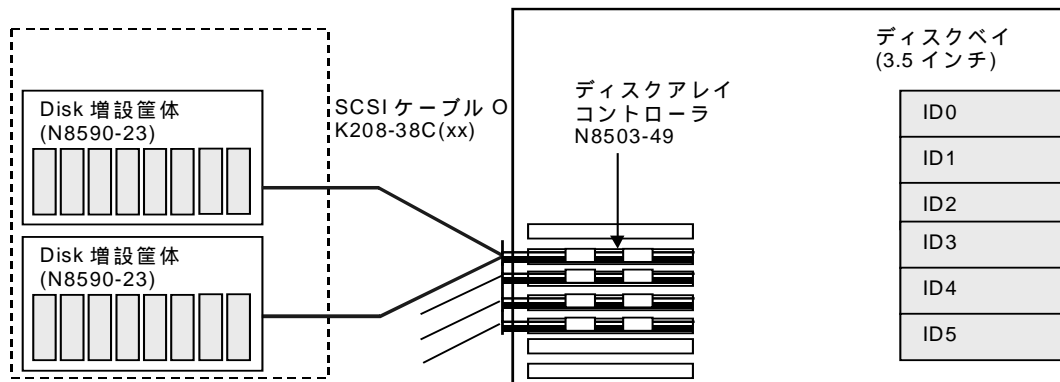 Disk 増設筐体
(N8590-23)
Disk 増設筐体
(N8590-23)
SCSI ケーブル O
K208-38C(xx)
ディスクアレイ
コントローラ
N8503-49
ディスクベイ
(3.5 インチ)
ID0
ID1
ID2
ID3
ID4
ID5